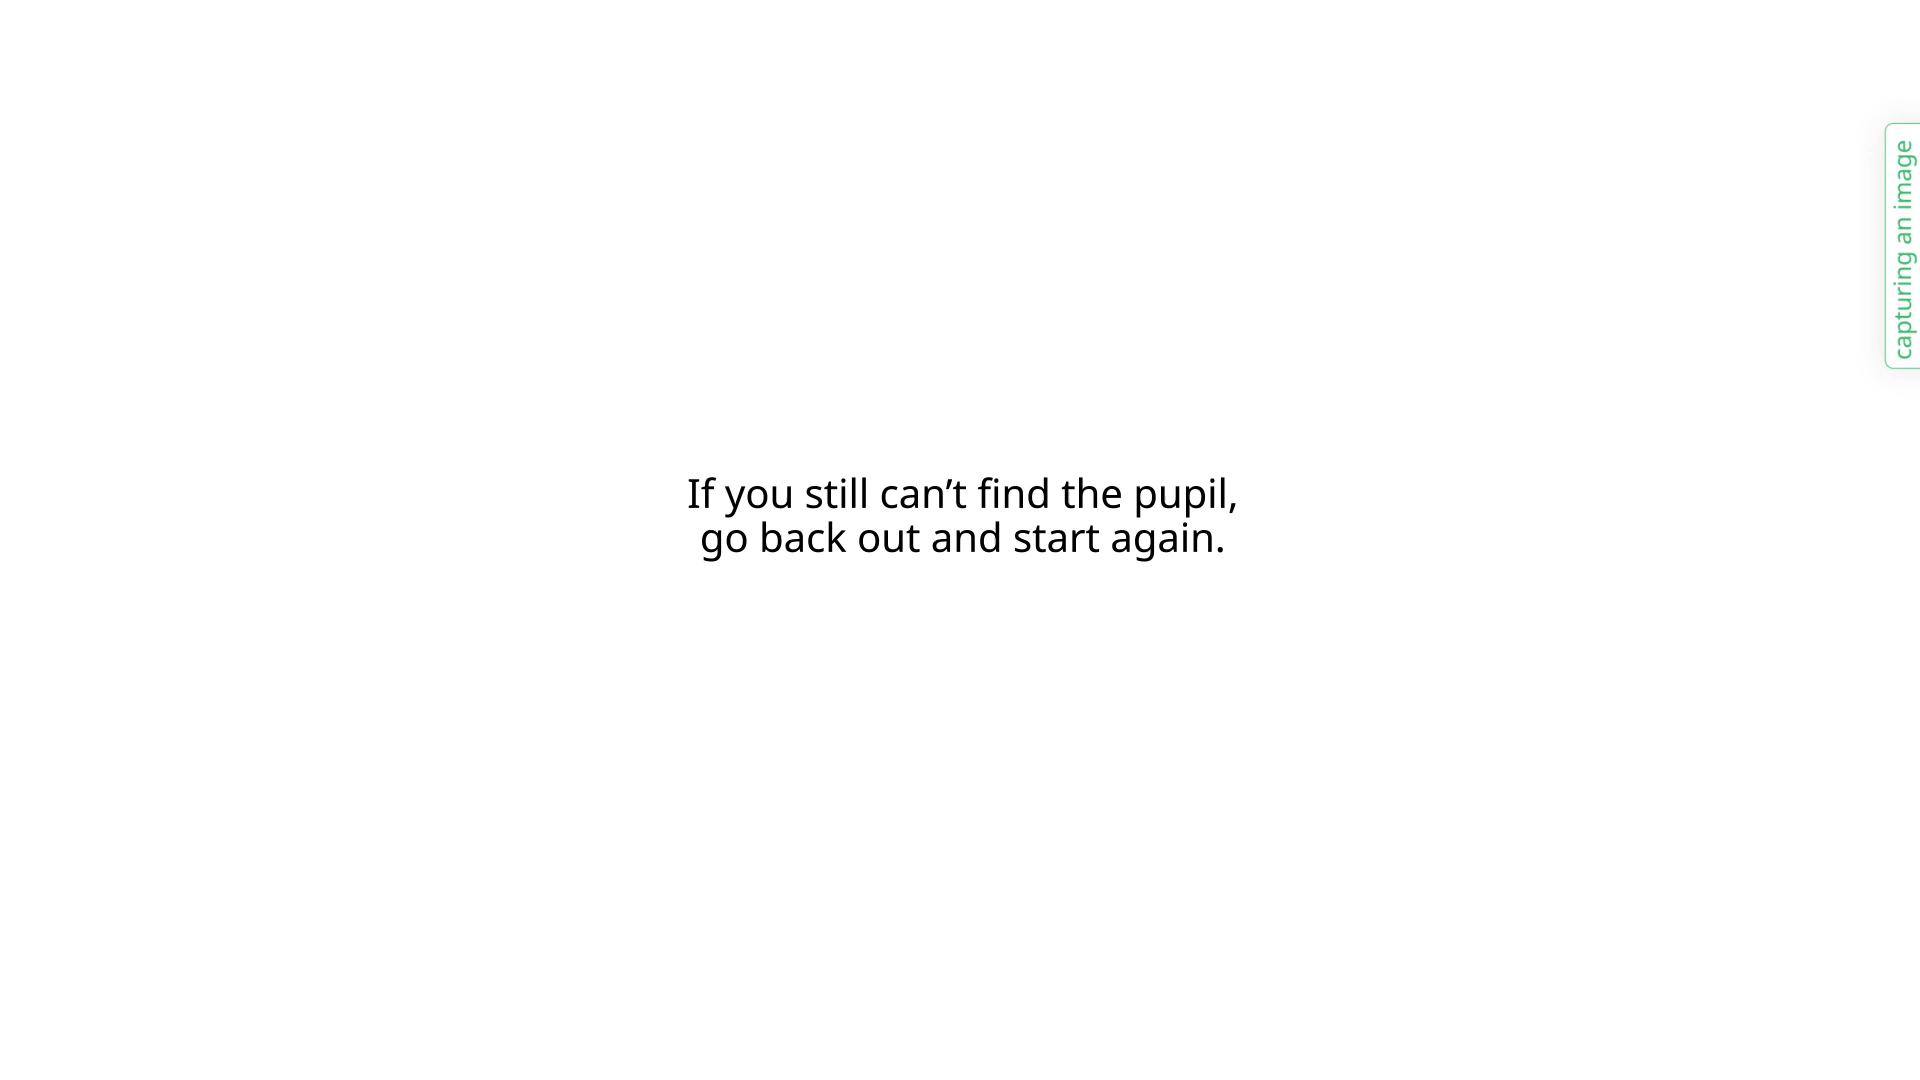 capturing an image
If you still can’t find the pupil,
go back out and start again.